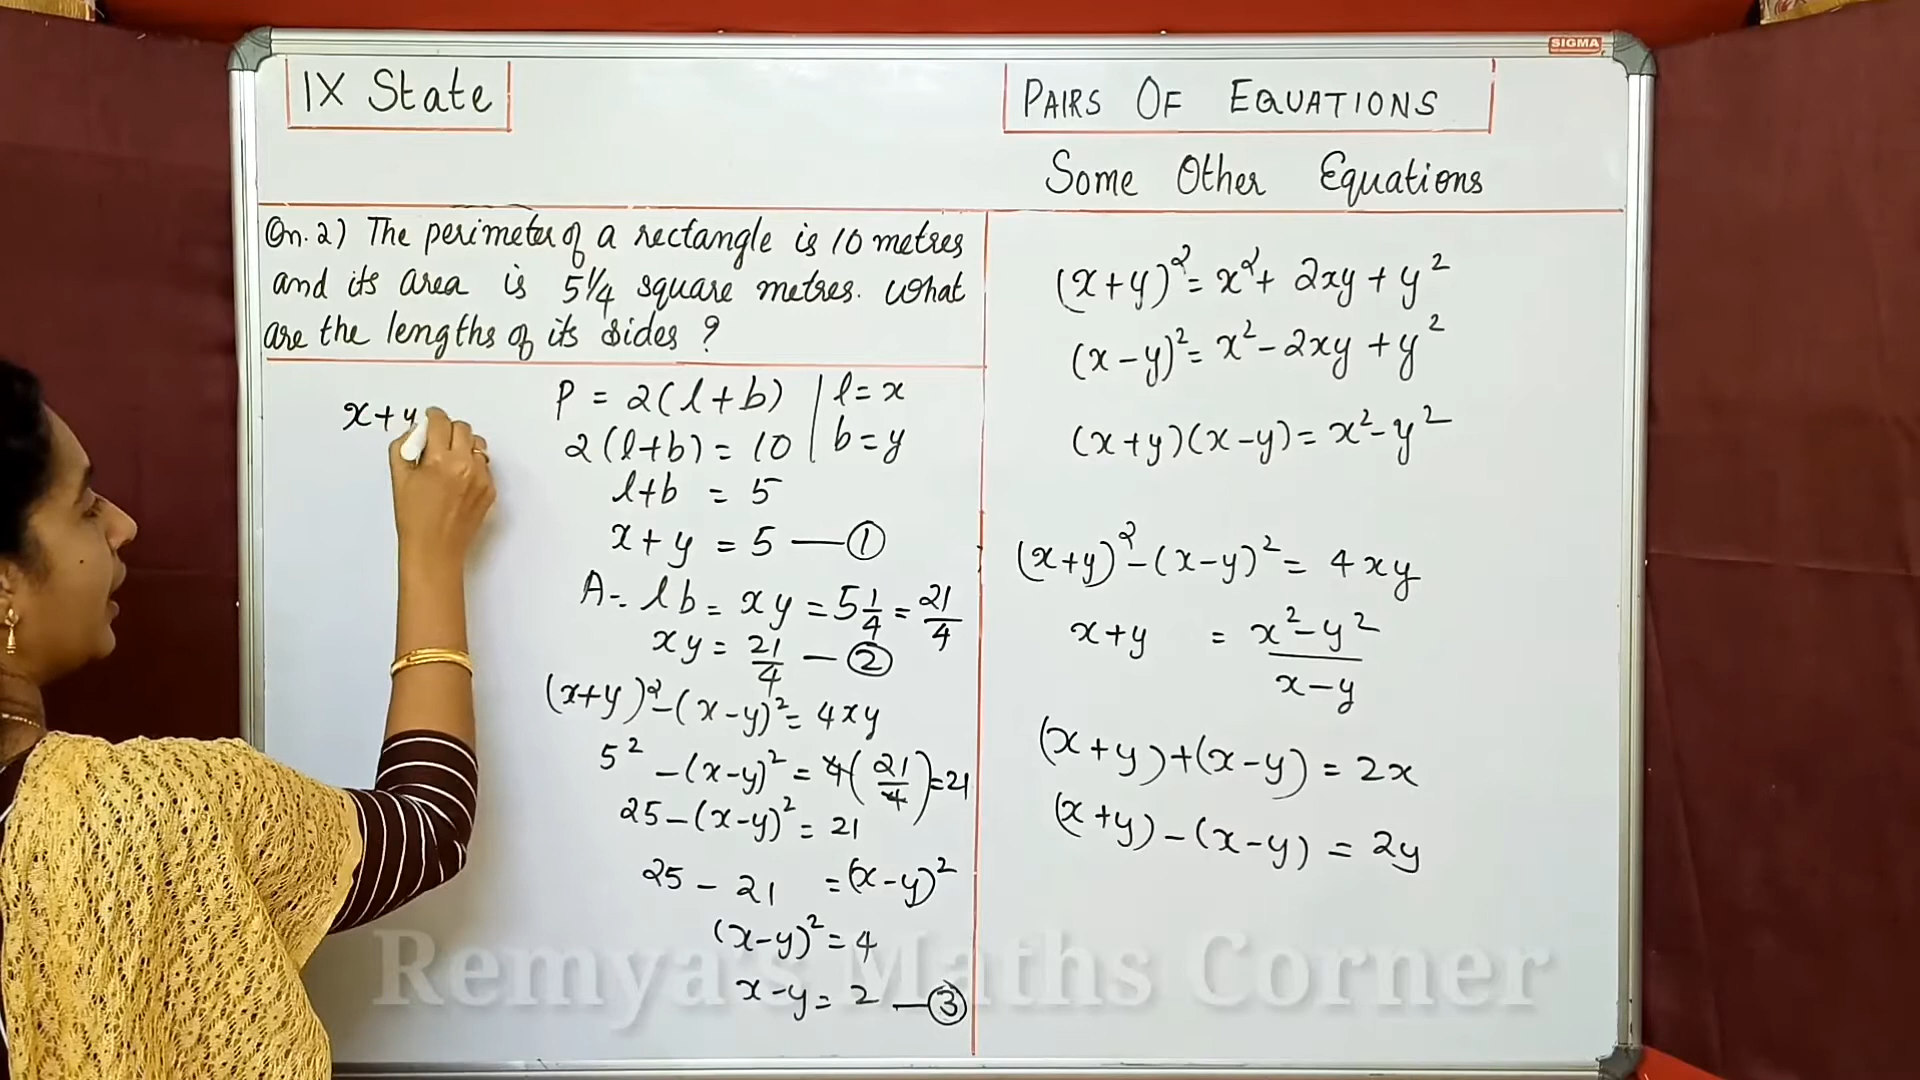 SIGMA
IX State
PAIRS OF EQUATIONS
Some Other Equations
Qn. 2) The perimeter of a rectangle is 10 metres
and its area is 5 1/4 square metres. What
are the lengths of its sides ?
x+y
P = 2(l+b) | l=x
2(l+b) = 10 | b=y
l+b = 5
x+y = 5 — ①
A = lb = xy = 5 1/4 = 21/4
xy = 21/4 — ②
(x+y)² - (x-y)² = 4xy
5² - (x-y)² = 4(21/4) = 21
25 - (x-y)² = 21
25 - 21 = (x-y)²
(x-y)² = 4
x-y = 2 — ③
(x+y)² = x² + 2xy + y²
(x-y)² = x² - 2xy + y²
(x+y)(x-y) = x² - y²
(x+y)² - (x-y)² = 4xy
x+y = x²-y² / x-y
(x+y)+(x-y) = 2x
(x+y)-(x-y) = 2y
Remya's Maths Corner